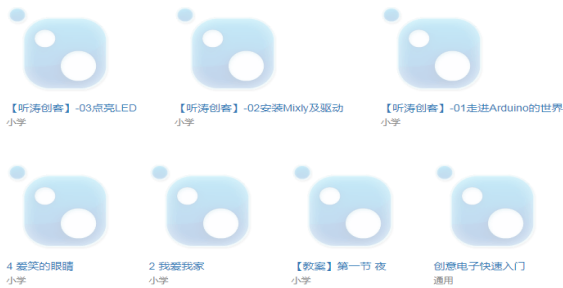 【听涛创客】-03点亮LED
小学
【听涛创客】-02安装Mixly及驱动
小学
【听涛创客】-01走进Arduino的世界
小学
4 爱笑的眼睛
小学
2 我爱我家
小学
【教案】第一节 夜
小学
创意电子快速入门
通用